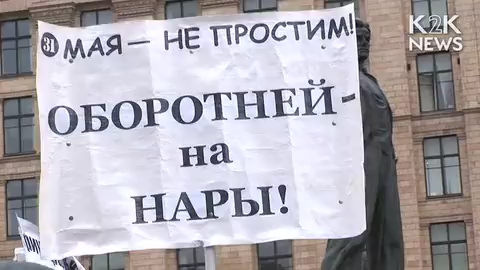 K2K
NEWS
31 МАЯ — НЕ ПРОСТИМ!
ОБОРОТНЕЙ -
на
НАРЫ!